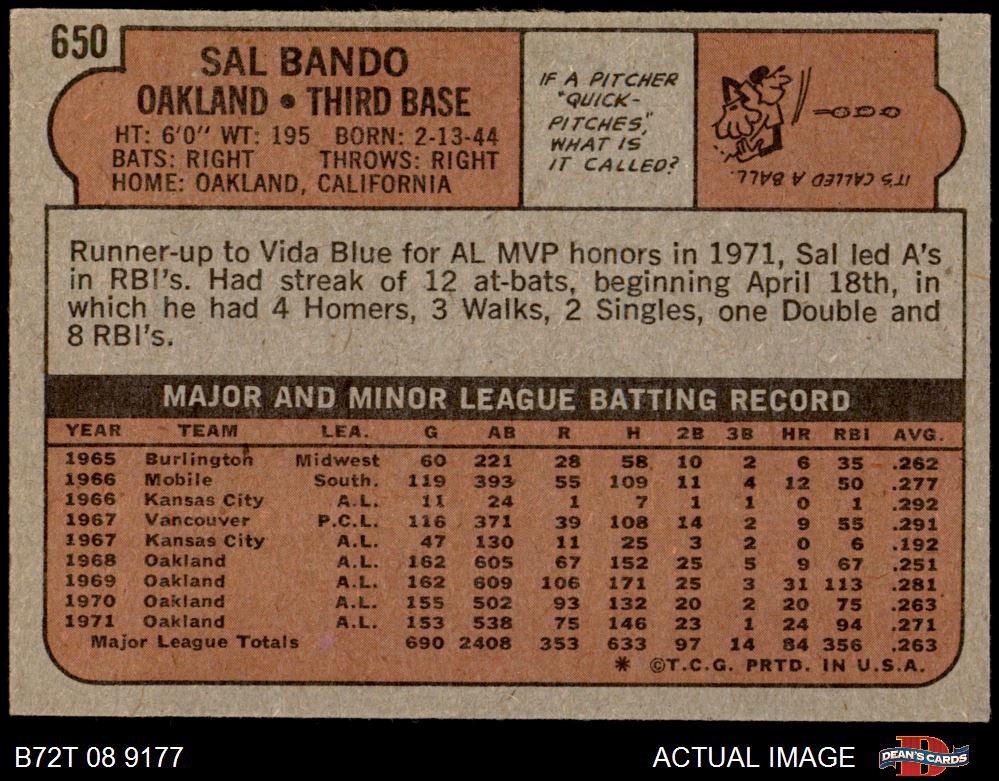 650
SAL BANDO
OAKLAND • THIRD BASE
HT: 6'0" WT: 195 BORN: 2-13-44
BATS: RIGHT THROWS: RIGHT
HOME: OAKLAND, CALIFORNIA
IF A PITCHER
"QUICK-
PITCHES,"
WHAT IS
IT CALLED?
IT'S CALLED A BALL.
Runner-up to Vida Blue for AL MVP honors in 1971, Sal led A's
in RBI's. Had streak of 12 at-bats, beginning April 18th, in
which he had 4 Homers, 3 Walks, 2 Singles, one Double and
8 RBI's.
MAJOR AND MINOR LEAGUE BATTING RECORD
YEAR TEAM LEA. G AB R H 2B 3B HR RBI AVG.
1965 Burlington Midwest 60 221 28 58 10 2 6 35 .262
1966 Mobile South. 119 393 55 109 11 4 12 50 .277
1966 Kansas City A.L. 11 24 1 7 1 1 0 1 .292
1967 Vancouver P.C.L. 116 371 39 108 14 2 9 55 .291
1967 Kansas City A.L. 47 130 11 25 3 2 0 6 .192
1968 Oakland A.L. 162 605 67 152 25 5 9 67 .251
1969 Oakland A.L. 162 609 106 171 25 3 31 113 .281
1970 Oakland A.L. 155 502 93 132 20 2 20 75 .263
1971 Oakland A.L. 153 538 75 146 23 1 24 94 .271
Major League Totals 690 2408 353 633 97 14 84 356 .263
* ©T.C.G. PRTD. IN U.S.A.
B72T 08 9177
ACTUAL IMAGE
DEAN'S CARDS